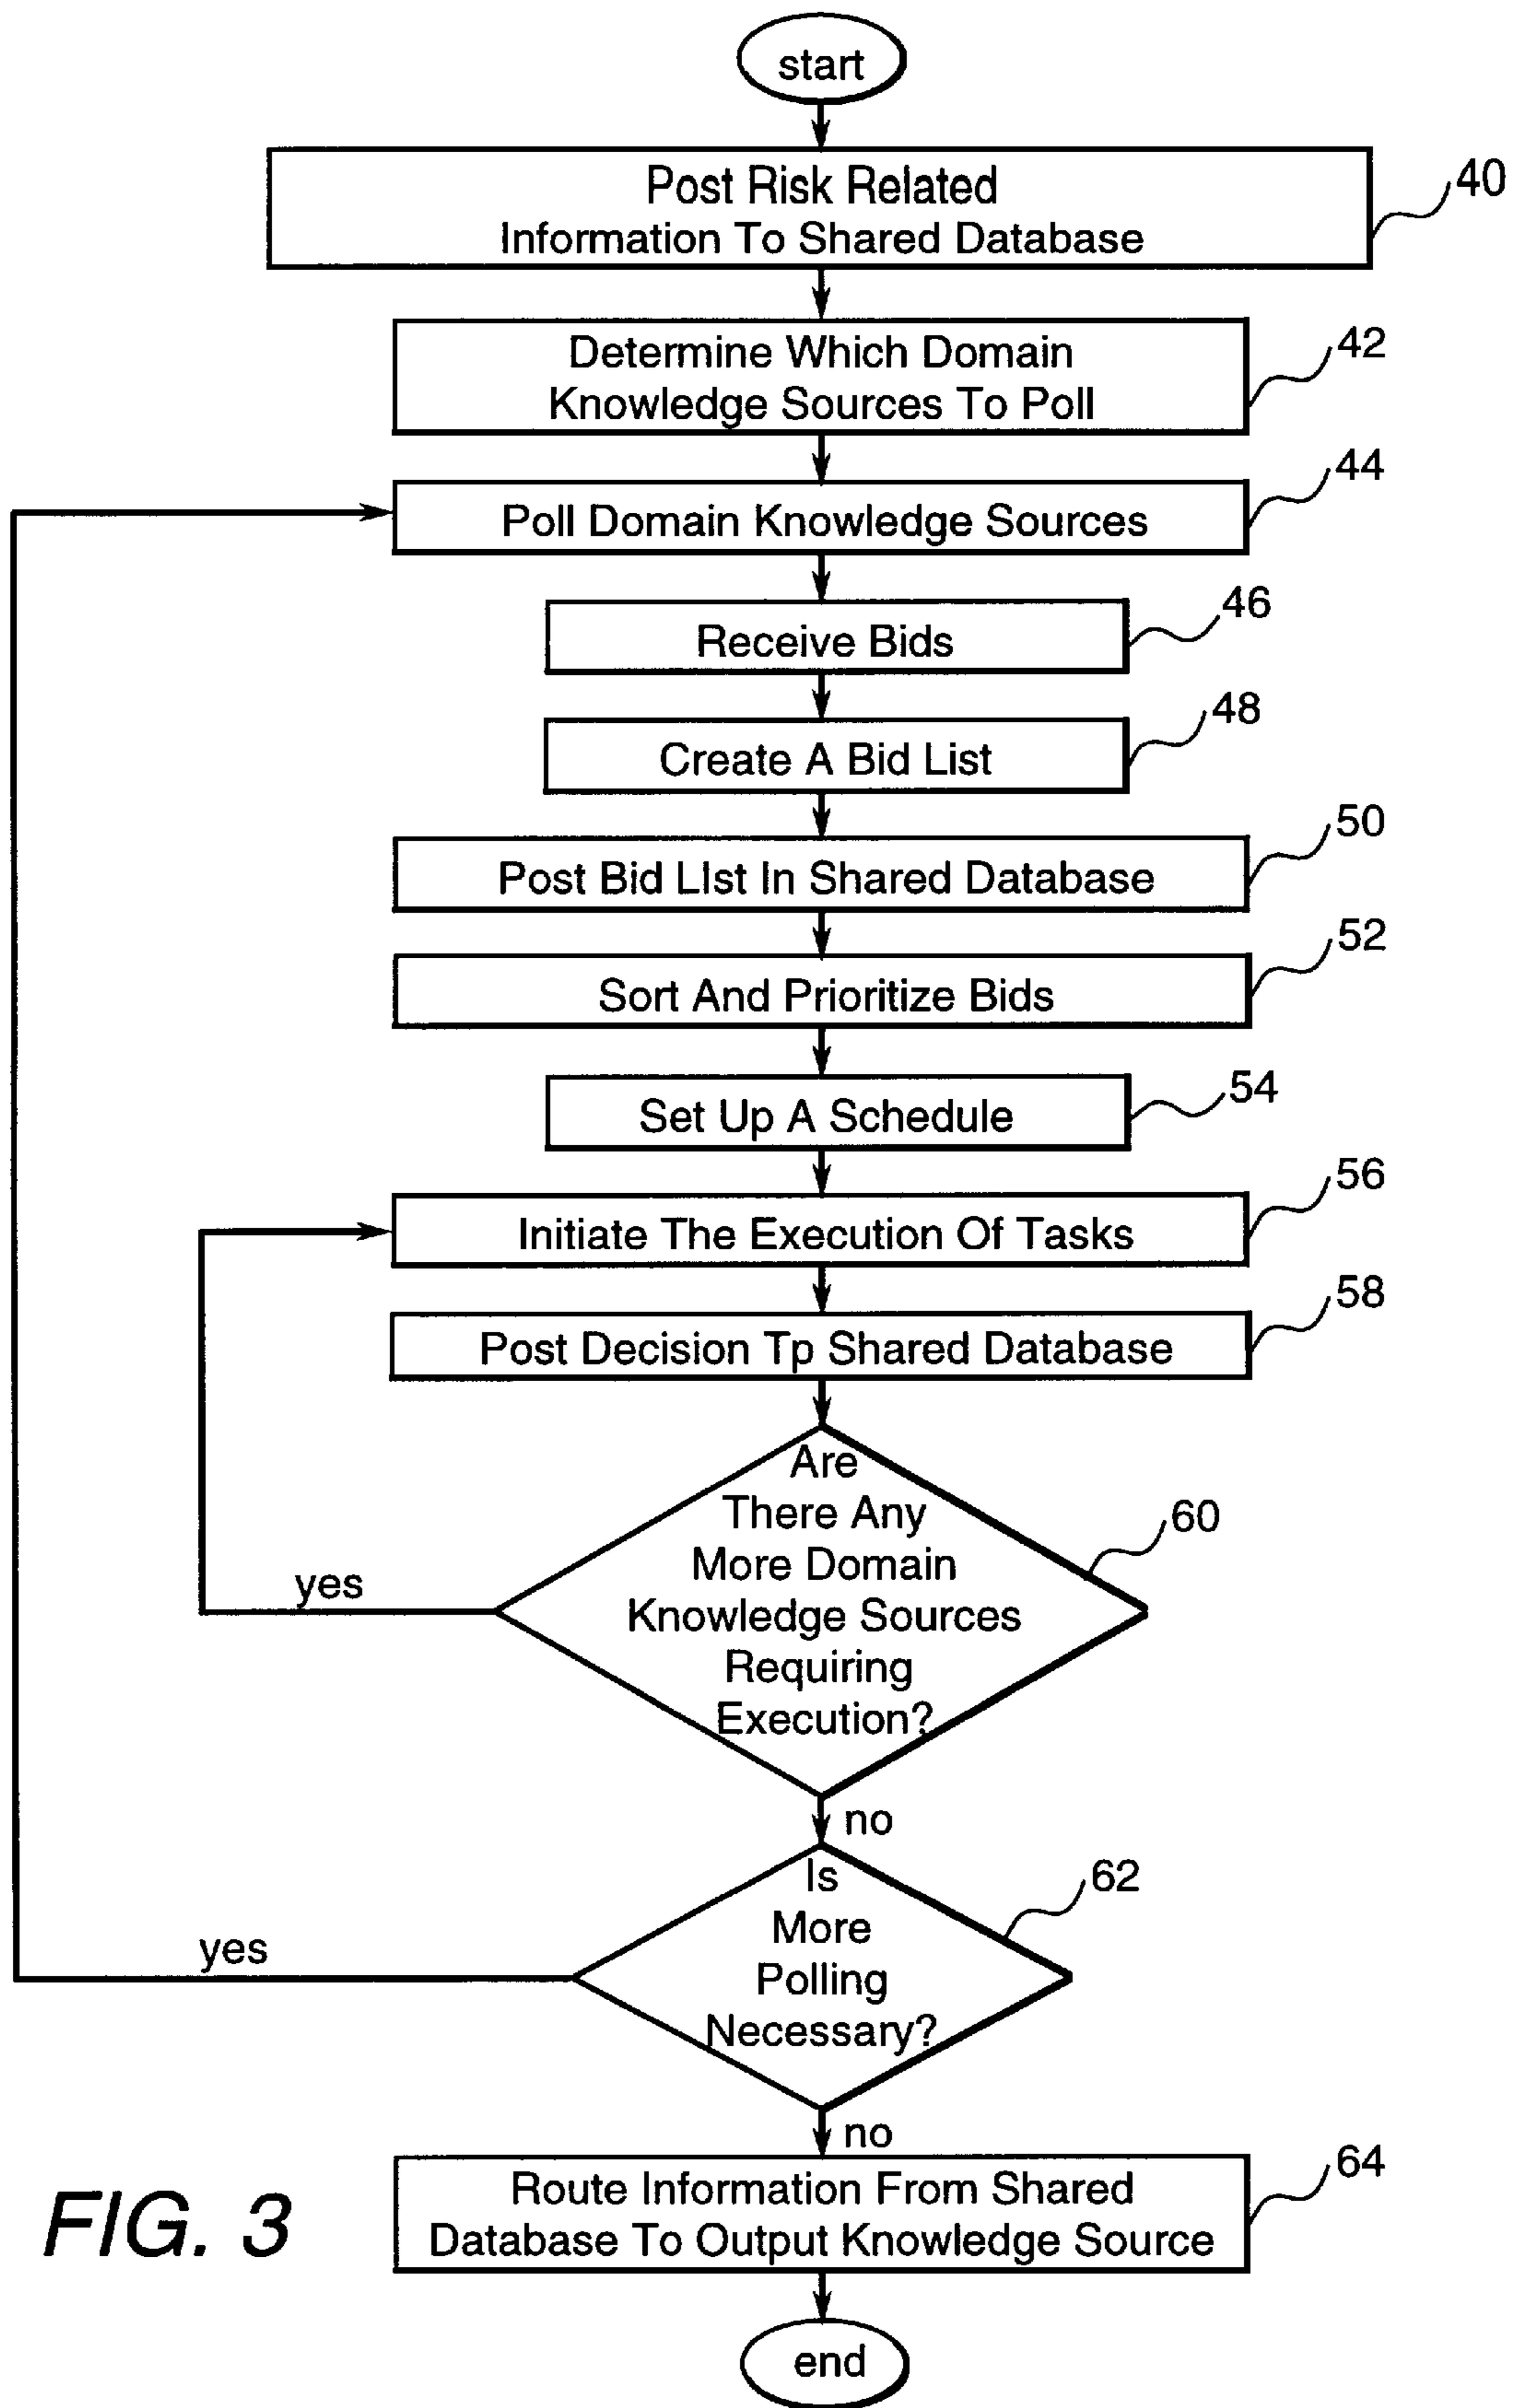 start
Post Risk Related
Information To Shared Database
40
Determine Which Domain
Knowledge Sources To Poll
42
Poll Domain Knowledge Sources
44
Receive Bids
46
Create A Bid List
48
Post Bid LIst In Shared Database
50
Sort And Prioritize Bids
52
Set Up A Schedule
54
Initiate The Execution Of Tasks
56
Post Decision Tp Shared Database
58
Are
There Any
More Domain
Knowledge Sources
Requiring
Execution?
60
yes
no
Is
More
Polling
Necessary?
62
yes
no
Route Information From Shared
Database To Output Knowledge Source
64
FIG. 3
end